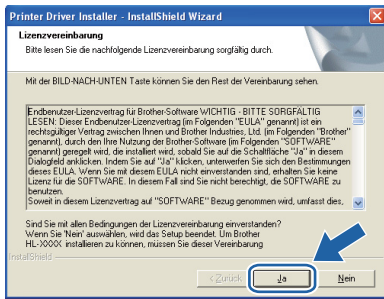 Printer Driver Installer - InstallShield Wizard
Lizenzvereinbarung
Bitte lesen Sie die nachfolgende Lizenzvereinbarung sorgfältig durch.
Mit der BILD-NACH-UNTEN Taste können Sie den Rest der Vereinbarung sehen.
Endbenutzer-Lizenzvertrag für Brother-Software WICHTIG - BITTE SORGFÄLTIG
LESEN: Dieser Endbenutzer-Lizenzvertrag (im Folgenden "EULA" genannt) ist ein
rechtsgültiger Vertrag zwischen Ihnen und Brother Industries, Ltd. (im Folgenden "Brother"
genannt), durch den Ihre Nutzung der Brother-Software (im Folgenden "SOFTWARE"
genannt) geregelt wird, die installiert wird, sobald Sie auf die Schaltfläche "Ja" in diesem
Dialogfeld anklicken. Indem Sie auf "Ja" klicken, unterwerfen Sie sich den Bestimmungen
dieses EULA. Wenn Sie mit diesem EULA nicht einverstanden sind, erhalten Sie keine
Lizenz für die SOFTWARE. In diesem Fall sind Sie nicht berechtigt, die SOFTWARE zu
benutzen.
Soweit in diesem Lizenzvertrag auf "SOFTWARE" Bezug genommen wird, umfasst dies,
Sind Sie mit allen Bedingungen der Lizenzvereinbarung einverstanden?
Wenn Sie 'Nein' auswählen, wird das Setup beendet. Um Brother
HL-XXXX installieren zu können, müssen Sie dieser Vereinbarung
InstallShield
< Zurück Ja Nein